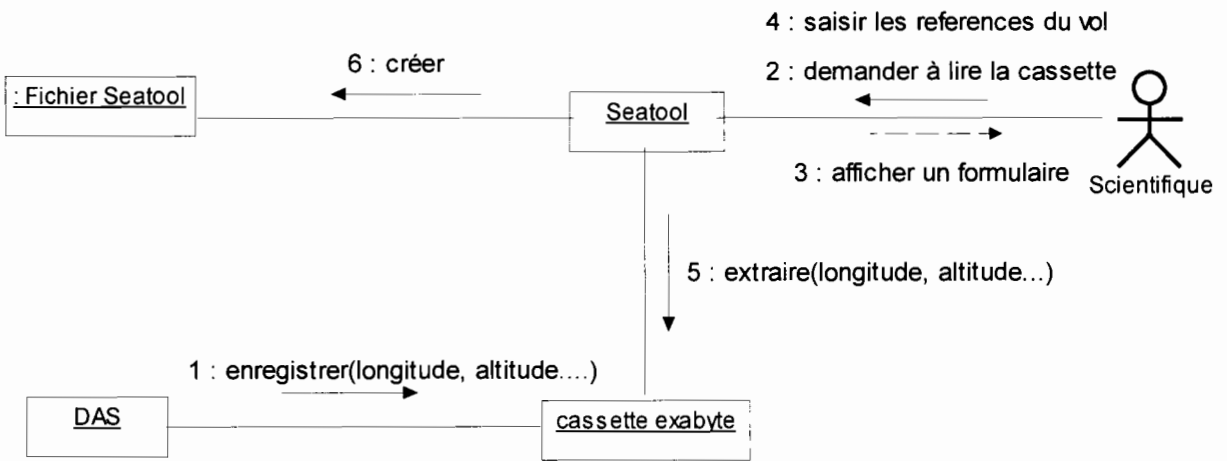 4 : saisir les references du vol
6 : créer
2 : demander à lire la cassette
: Fichier Seatool
Seatool
3 : afficher un formulaire
Scientifique
5 : extraire(longitude, altitude...)
1 : enregistrer(longitude, altitude....)
DAS
cassette exabyte